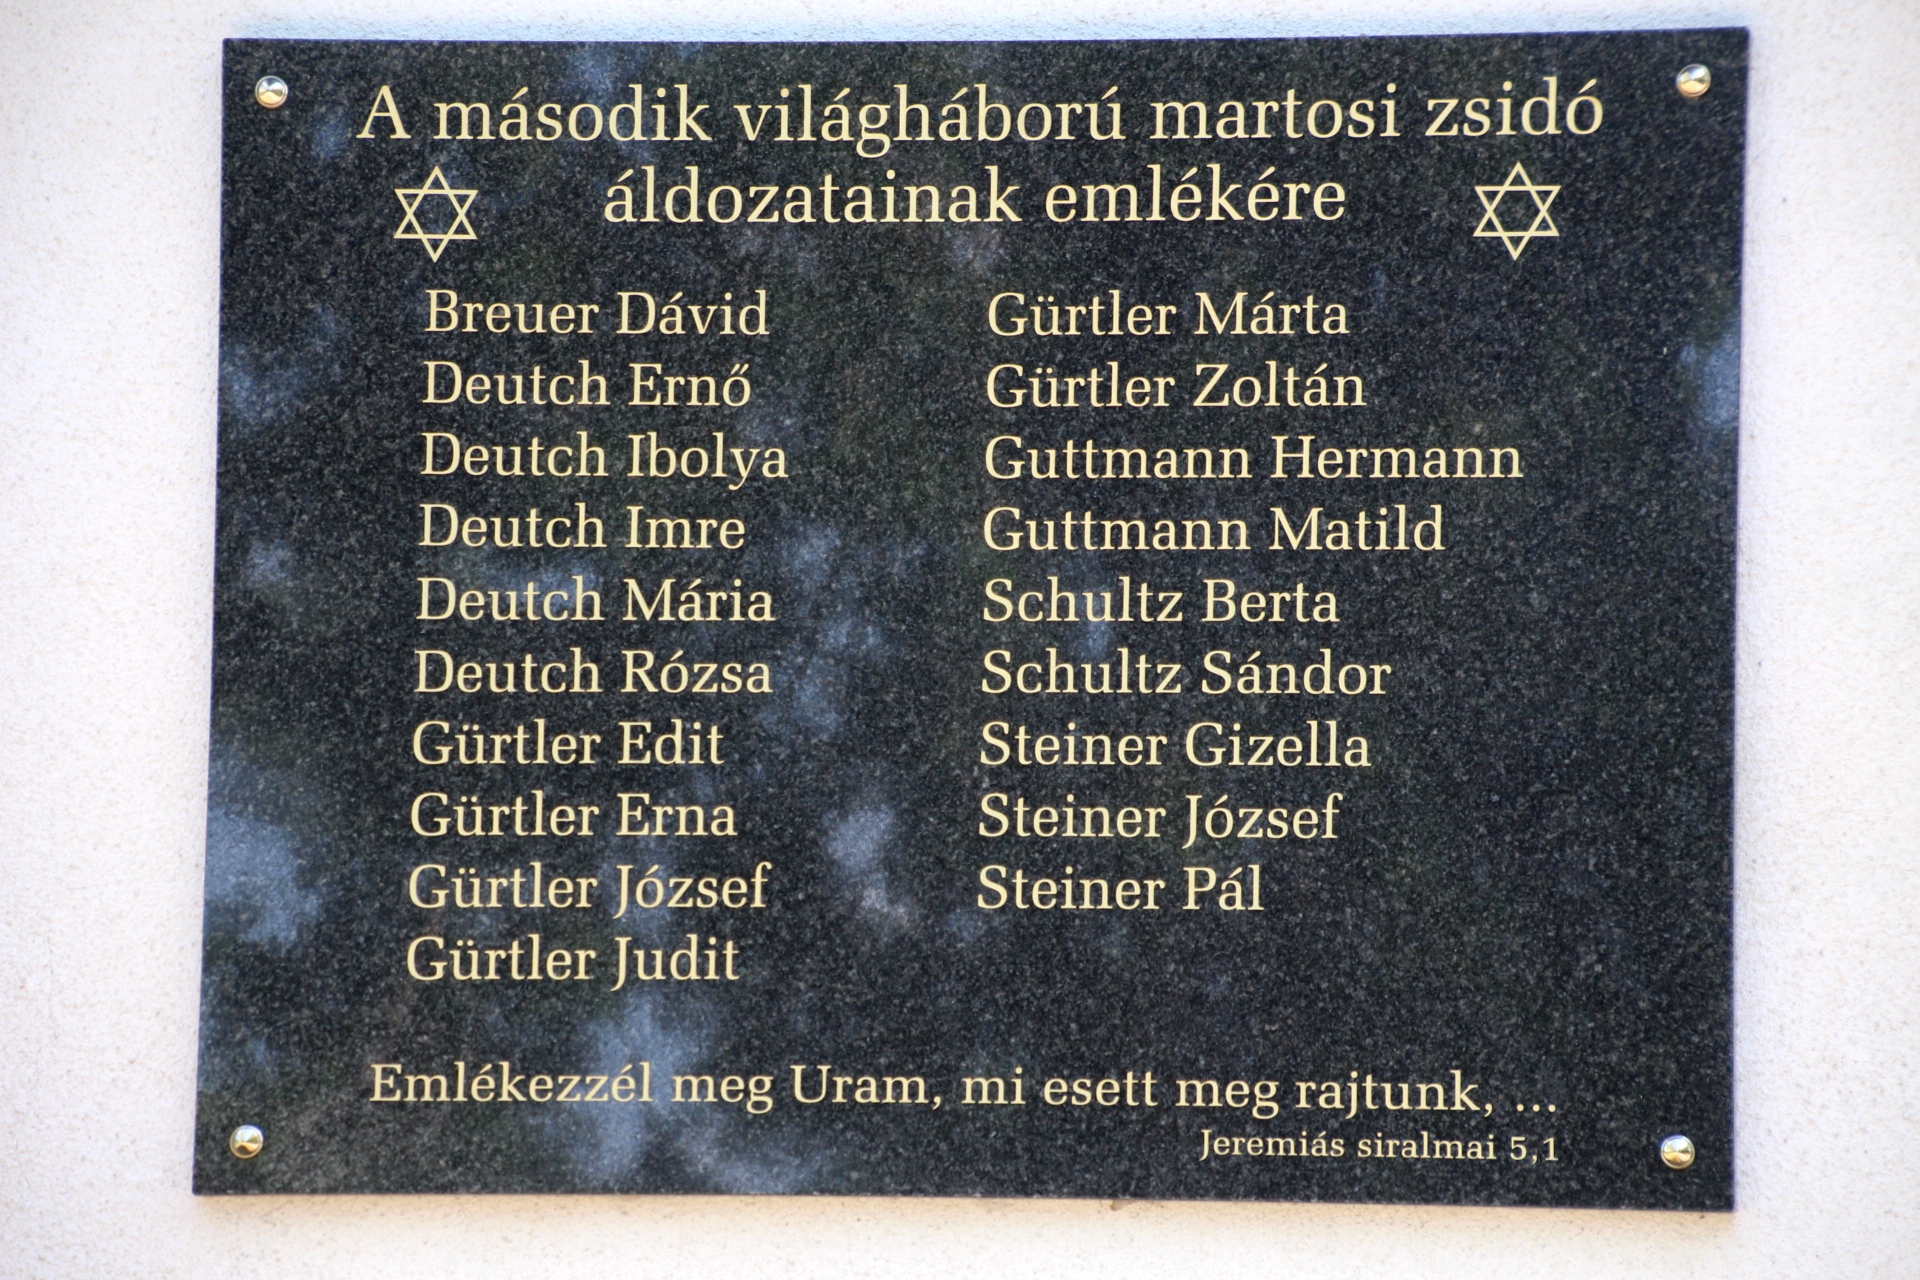 A második világháború martosi zsidó
áldozatainak emlékére
Breuer Dávid
Deutch Ernő
Deutch Ibolya
Deutch Imre
Deutch Mária
Deutch Rózsa
Gürtler Edit
Gürtler Erna
Gürtler József
Gürtler Judit
Gürtler Márta
Gürtler Zoltán
Guttmann Hermann
Guttmann Matild
Schultz Berta
Schultz Sándor
Steiner Gizella
Steiner József
Steiner Pál
Emlékezzél meg Uram, mi esett meg rajtunk, ...
Jeremiás siralmai 5,1